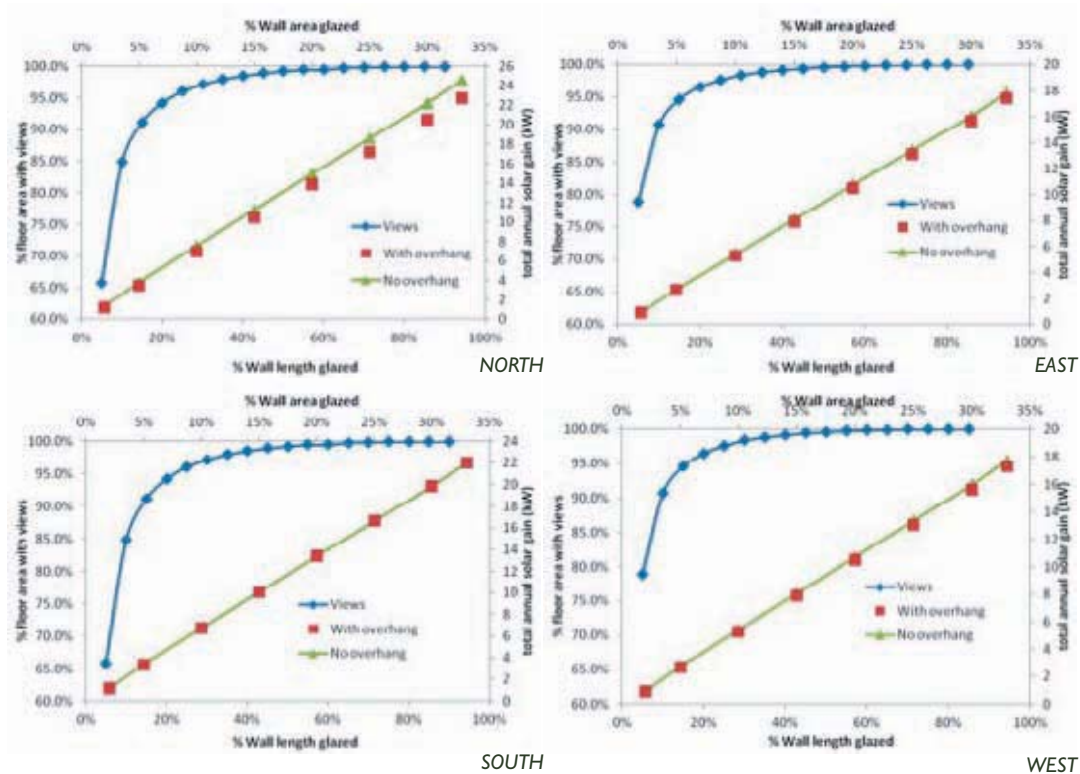 % Wall area glazed
0% 5% 10% 15% 20% 25% 30% 35%
100.0%
95.0%
90.0%
85.0%
80.0%
75.0%
70.0%
65.0%
60.0%
% floor area with views
26
24
22
20
18
16
14
12
10
8
6
4
2
0
total annual solar gain (kW)
Views
With overhang
No overhang
0% 20% 40% 60% 80% 100%
% Wall length glazed
NORTH
% Wall area glazed
0% 5% 10% 15% 20% 25% 30% 35%
100.0%
95.0%
90.0%
85.0%
80.0%
75.0%
70.0%
65.0%
60.0%
% floor area with views
20
18
16
14
12
10
8
6
4
2
0
total annual solar gain (kW)
Views
With overhang
No overhang
0% 20% 40% 60% 80% 100%
% Wall length glazed
EAST
% Wall area glazed
0% 5% 10% 15% 20% 25% 30% 35%
100.0%
95.0%
90.0%
85.0%
80.0%
75.0%
70.0%
65.0%
60.0%
% floor area with views
24
22
20
18
16
14
12
10
8
6
4
2
0
total annual solar gain (kW)
Views
With overhang
No overhang
0% 20% 40% 60% 80% 100%
% Wall length glazed
SOUTH
% Wall area glazed
0% 5% 10% 15% 20% 25% 30% 35%
100.0%
95.0%
90.0%
85.0%
80.0%
75.0%
70.0%
65.0%
60.0%
% floor area with views
20
18
16
14
12
10
8
6
4
2
0
total annual solar gain (kW)
Views
With overhang
No overhang
0% 20% 40% 60% 80% 100%
% Wall length glazed
WEST